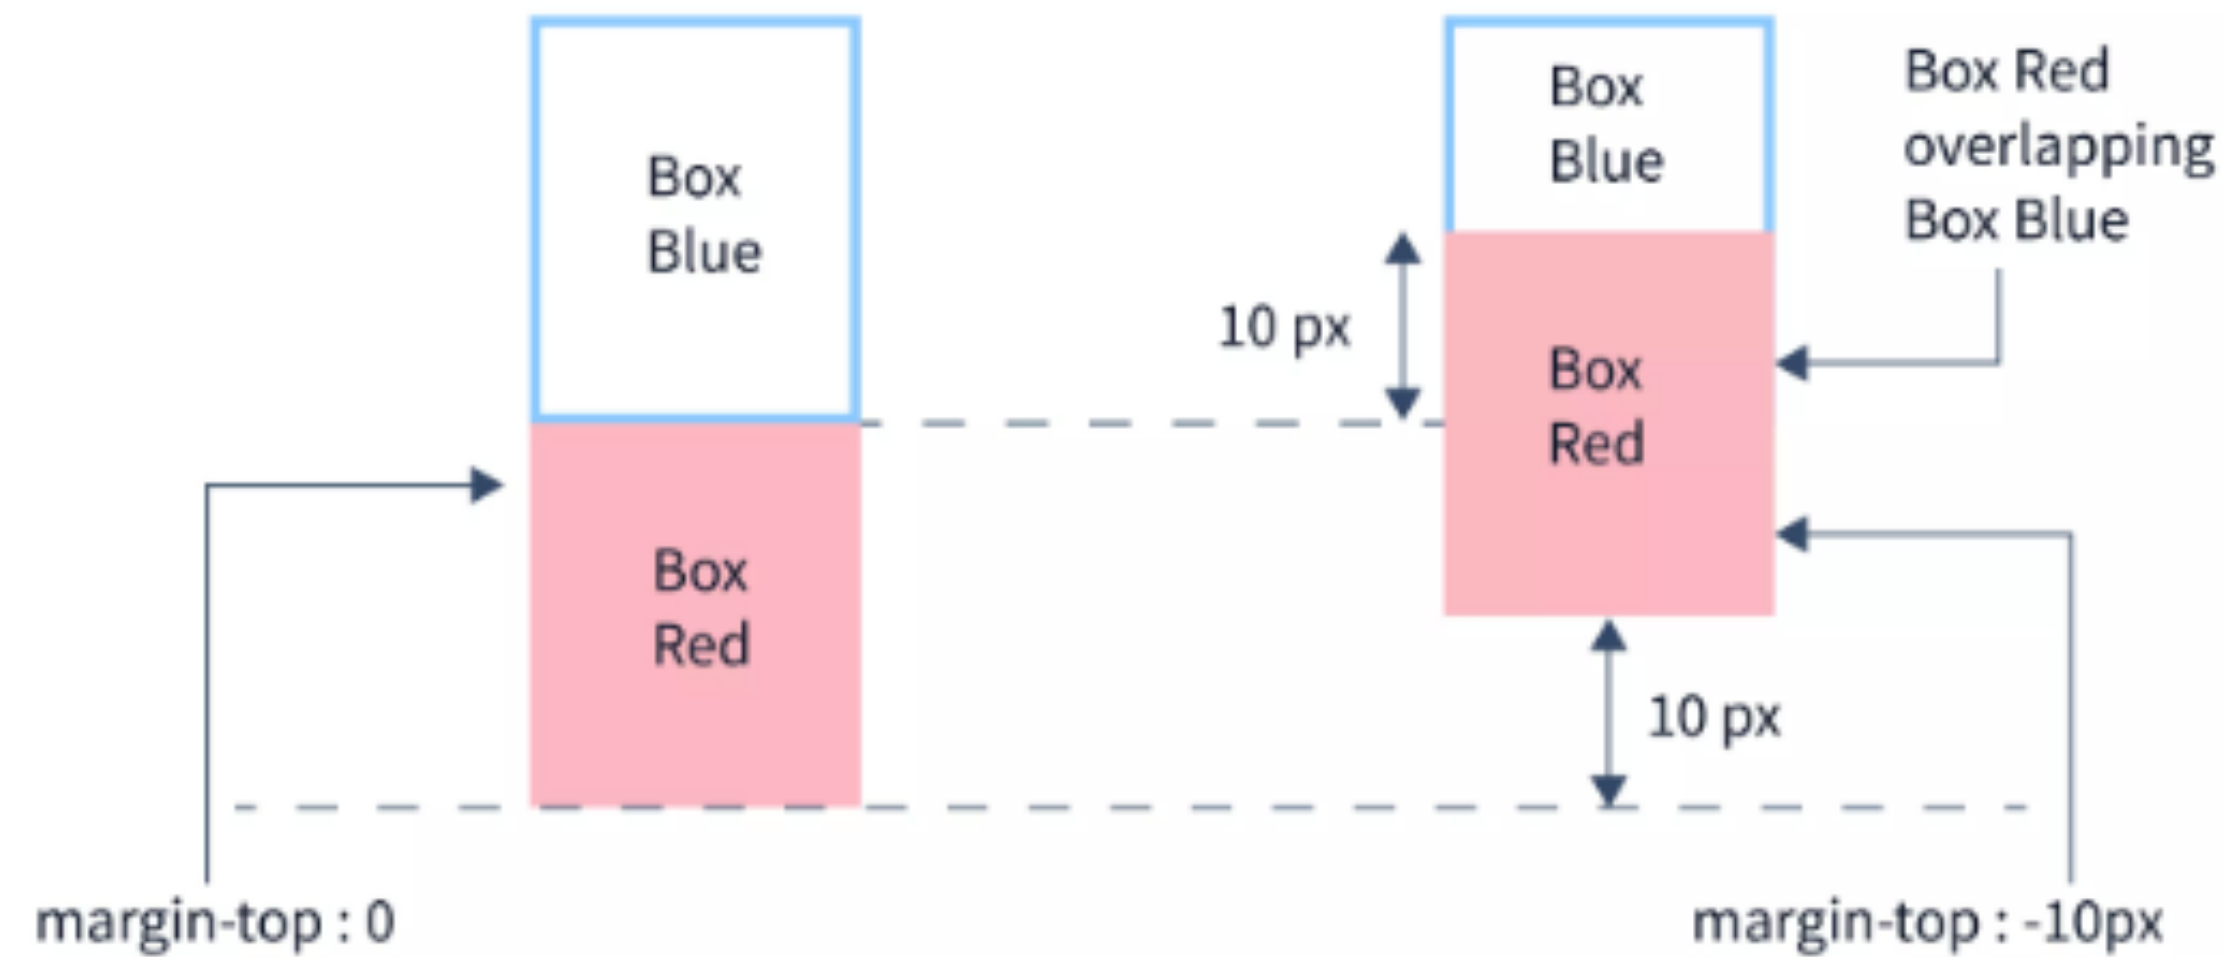 Box
Blue
Box
Red
margin-top : 0
Box
Blue
10 px
Box
Red
10 px
Box Red
overlapping
Box Blue
margin-top : -10px